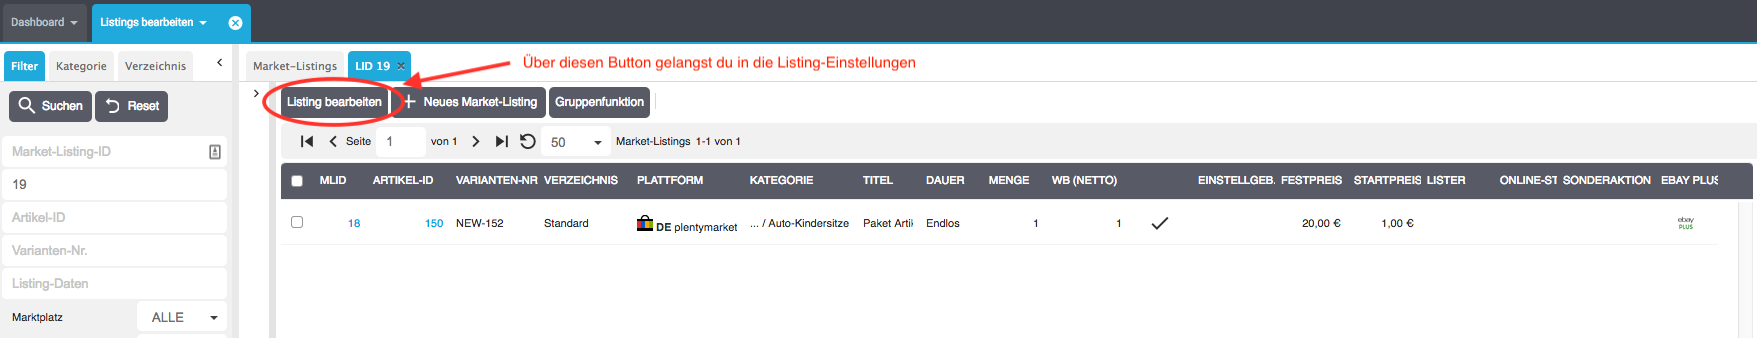 Dashboard
Listings bearbeiten
Filter
Kategorie
Verzeichnis
Market-Listings
LID 19
Über diesen Button gelangst du in die Listing-Einstellungen
Suchen
Reset
Listing bearbeiten
Neues Market-Listing
Gruppenfunktion
Seite 1 von 1 50 Market-Listings 1-1 von 1
Market-Listing-ID
19
Artikel-ID
Varianten-Nr.
Listing-Daten
Marktplatz ALLE
MLID ARTIKEL-ID VARIANTEN-NR VERZEICHNIS PLATTFORM KATEGORIE TITEL DAUER MENGE WB (NETTO) EINSTELLGEB. FESTPREIS STARTPREIS LISTER ONLINE-ST SONDERAKTION EBAY PLUS
18 150 NEW-152 Standard DE plentymarket ... / Auto-Kindersitze Paket Arti Endlos 1 1 20,00 € 1,00 € ebay
PLUS